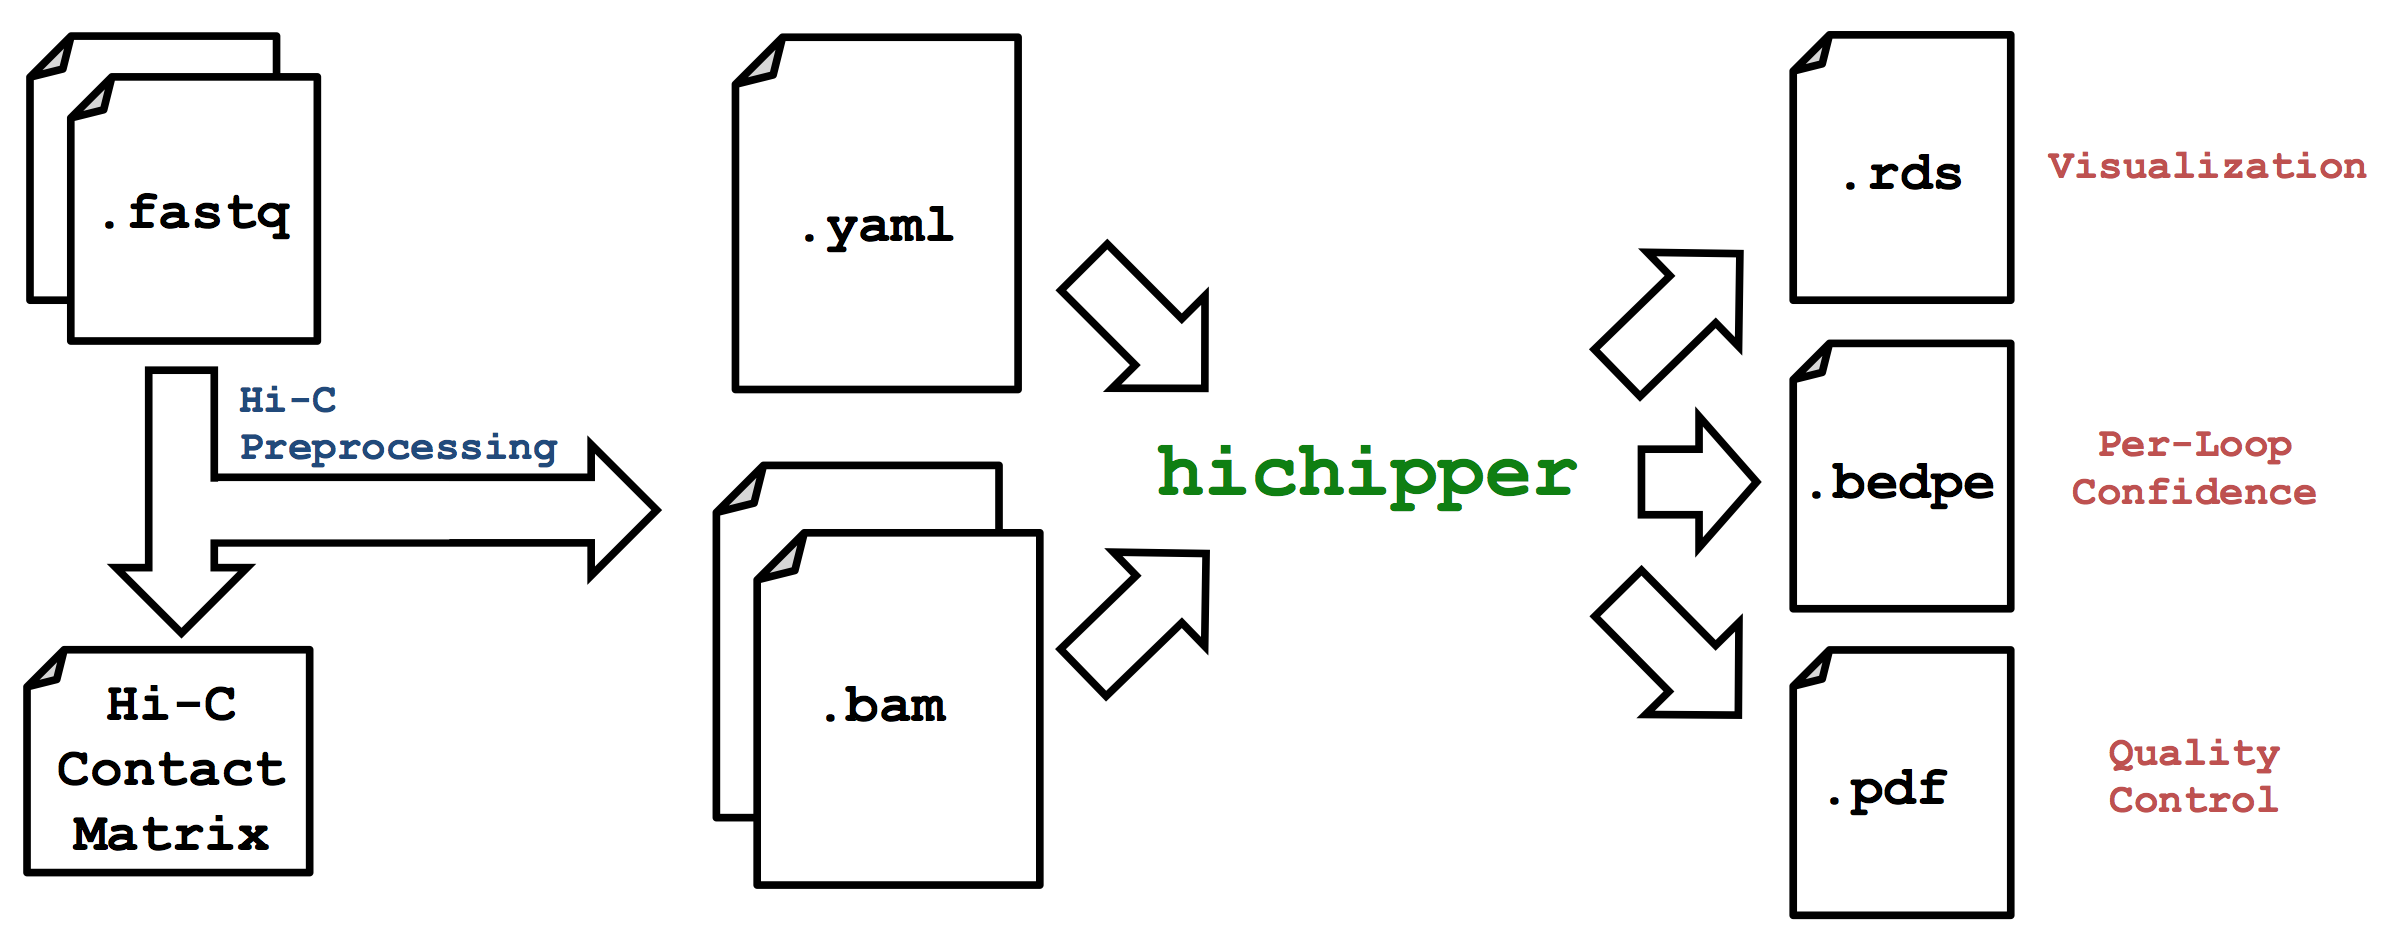 .fastq
Hi-C
Preprocessing
Hi-C
Contact
Matrix
.yaml
.bam
hichipper
.rds
Visualization
.bedpe
Per-Loop
Confidence
.pdf
Quality
Control